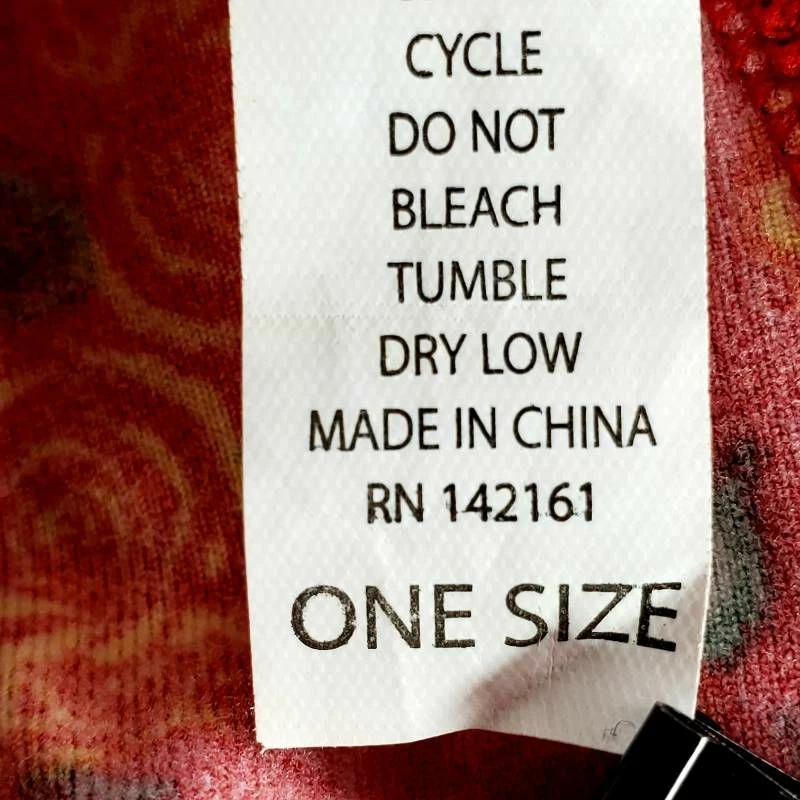 CYCLE
DO NOT
BLEACH
TUMBLE
DRY LOW
MADE IN CHINA
RN 142161
ONE SIZE